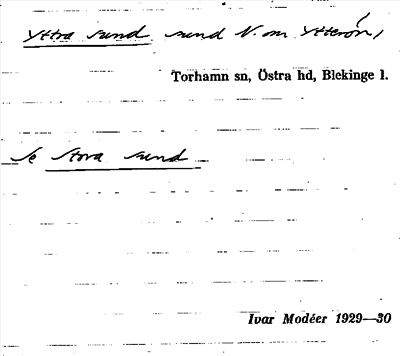 Yttra sund sund N. om Ytterön,
Torhamn sn, Östra hd, Blekinge l.
Se Stora sund
Ivar Modéer 1929—30